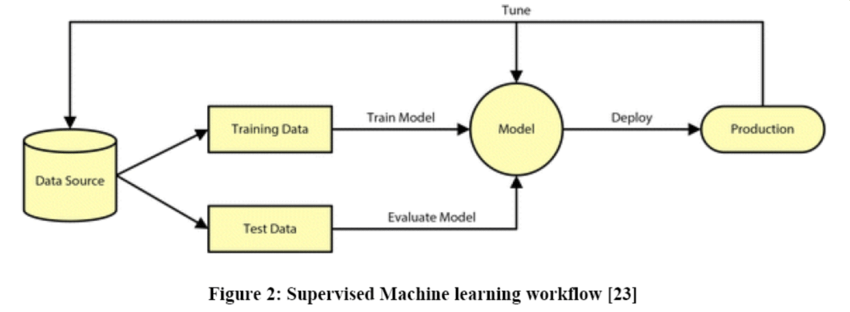 Tune
Training Data
Train Model
Model
Deploy
Production
Data Source
Test Data
Evaluate Model
Figure 2: Supervised Machine learning workflow [23]